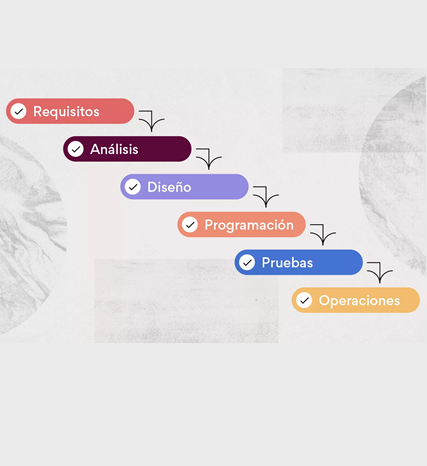 Requisitos
Análisis
Diseño
Programación
Pruebas
Operaciones